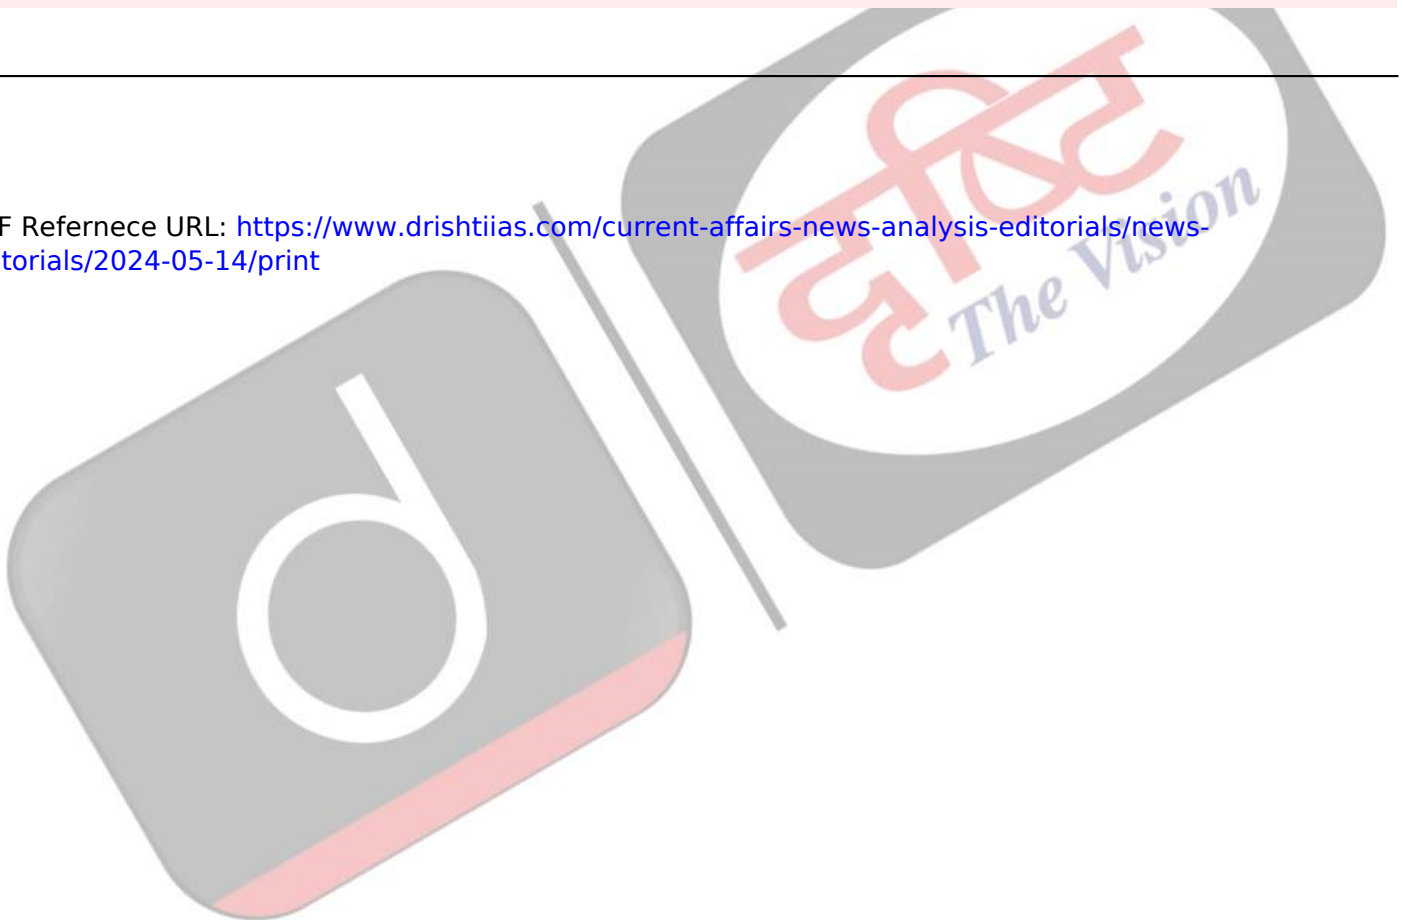 F Refernece URL: https://www.drishtiias.com/current-affairs-news-analysis-editorials/news-
torials/2024-05-14/print
दृष्टि
The Vision
d